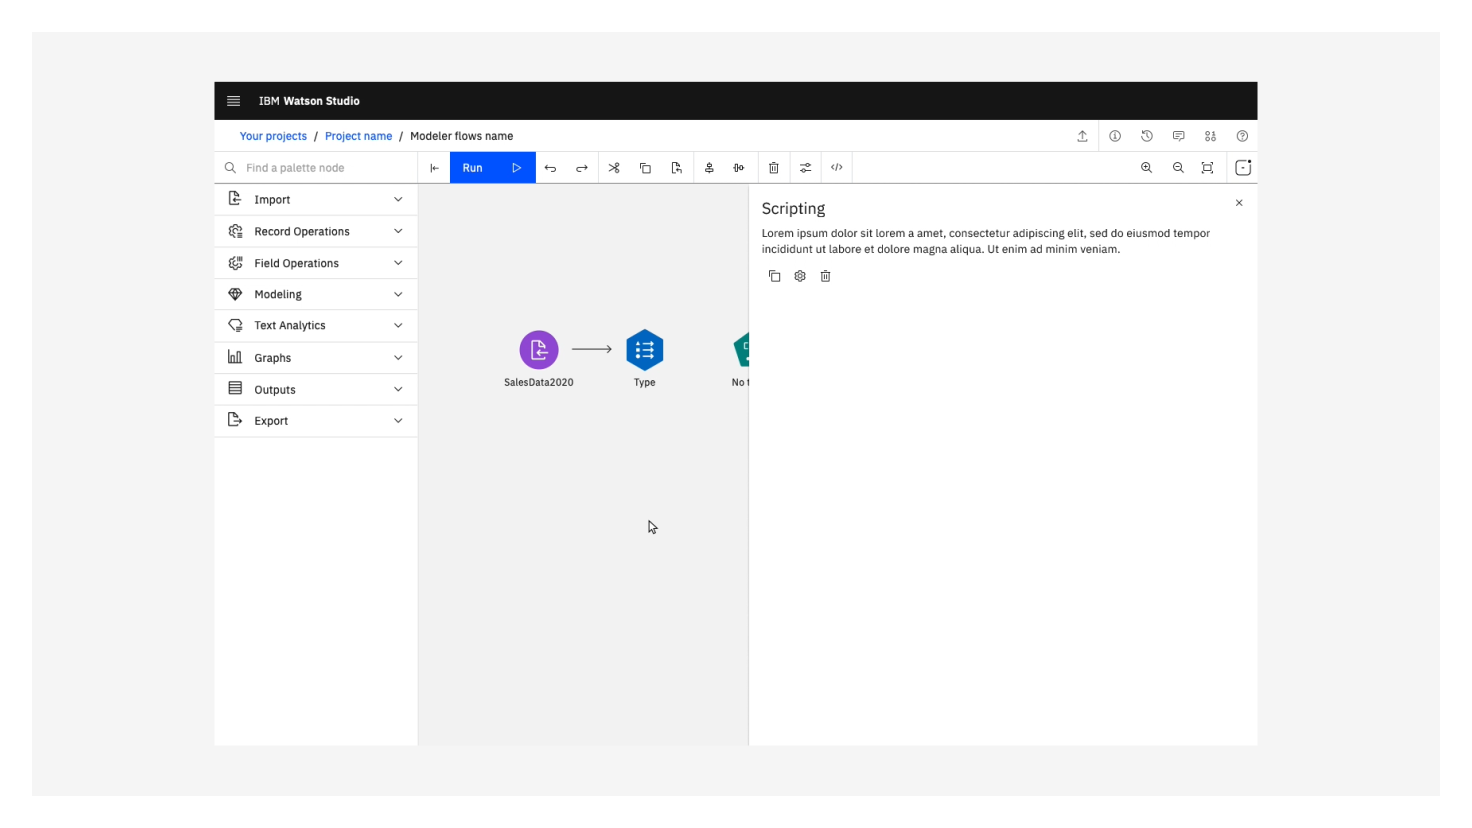 IBM Watson Studio
Your projects / Project name / Modeler flows name
Find a palette node
Run
Import
Record Operations
Field Operations
Modeling
Text Analytics
Graphs
Outputs
Export
SalesData2020
Type
No
Scripting
Lorem ipsum dolor sit lorem a amet, consectetur adipiscing elit, sed do eiusmod tempor
incididunt ut labore et dolore magna aliqua. Ut enim ad minim veniam.